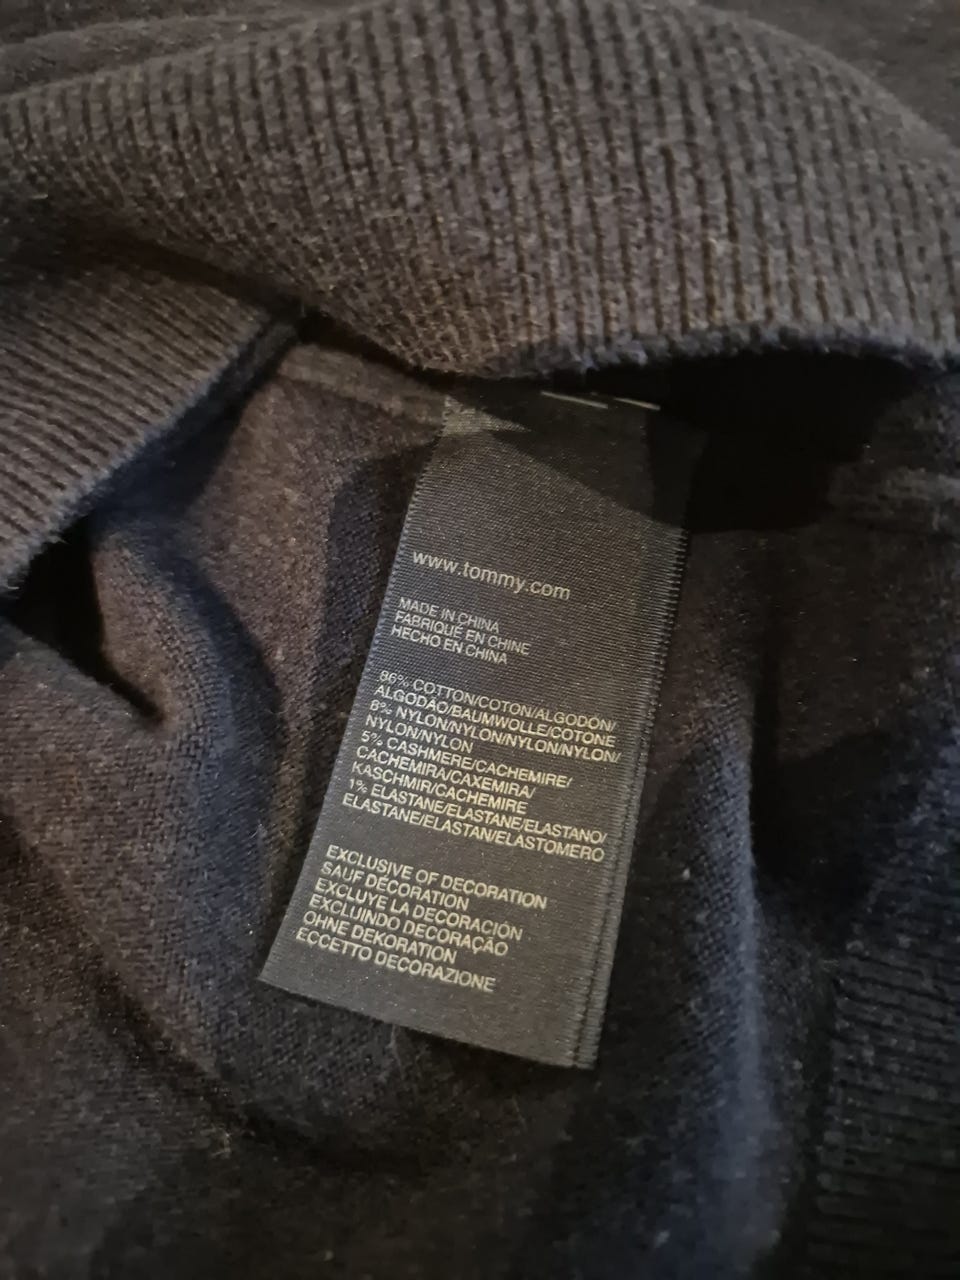 www.tommy.com
MADE IN CHINA
FABRIQUÉ EN CHINE
HECHO EN CHINA
86% COTTON/COTON/ALGODÓN/
ALGODÃO/BAUMWOLLE/COTONE
8% NYLON/NYLON/NYLON/NYLON/
NYLON/NYLON
5% CASHMERE/CACHEMIRE/
CACHEMIRA/CAXEMIRA/
KASCHMIR/CACHEMIRE
1% ELASTANE/ELASTANE/ELASTANO/
ELASTANE/ELASTAN/ELASTOMERO
EXCLUSIVE OF DECORATION
SAUF DÉCORATION
EXCLUYE LA DECORACIÓN
EXCLUINDO DECORAÇÃO
OHNE DEKORATION
ECCETTO DECORAZIONE